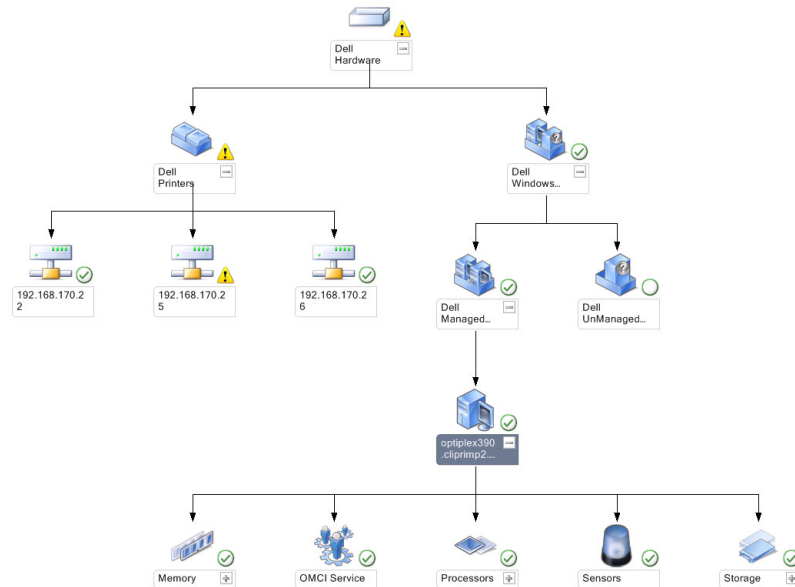 Dell
Hardware
Dell
Printers
Dell
Windows...
192.168.170.2
2
192.168.170.2
5
192.168.170.2
6
Dell
Managed...
Dell
UnManaged...
optiplex390
.cliprimp2....
Memory
OMCI Service
Processors
Sensors
Storage